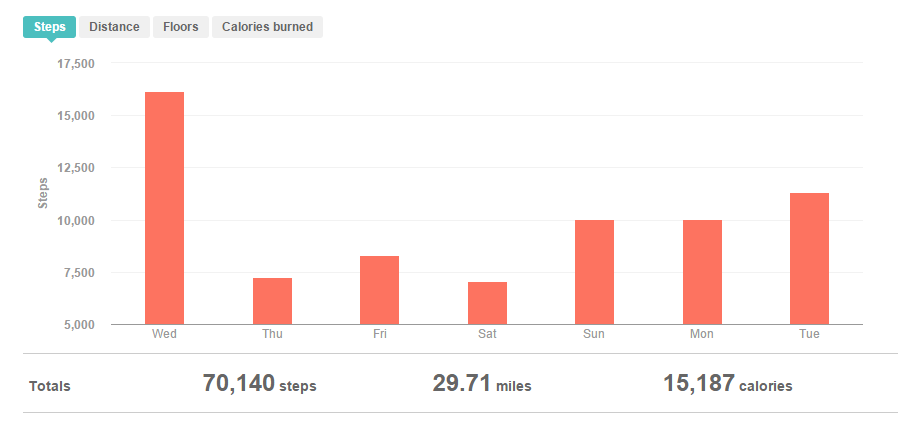 Steps Distance Floors Calories burned
17,500
15,000
12,500
Steps
10,000
7,500
5,000
Wed Thu Fri Sat Sun Mon Tue
Totals 70,140 steps 29.71 miles 15,187 calories